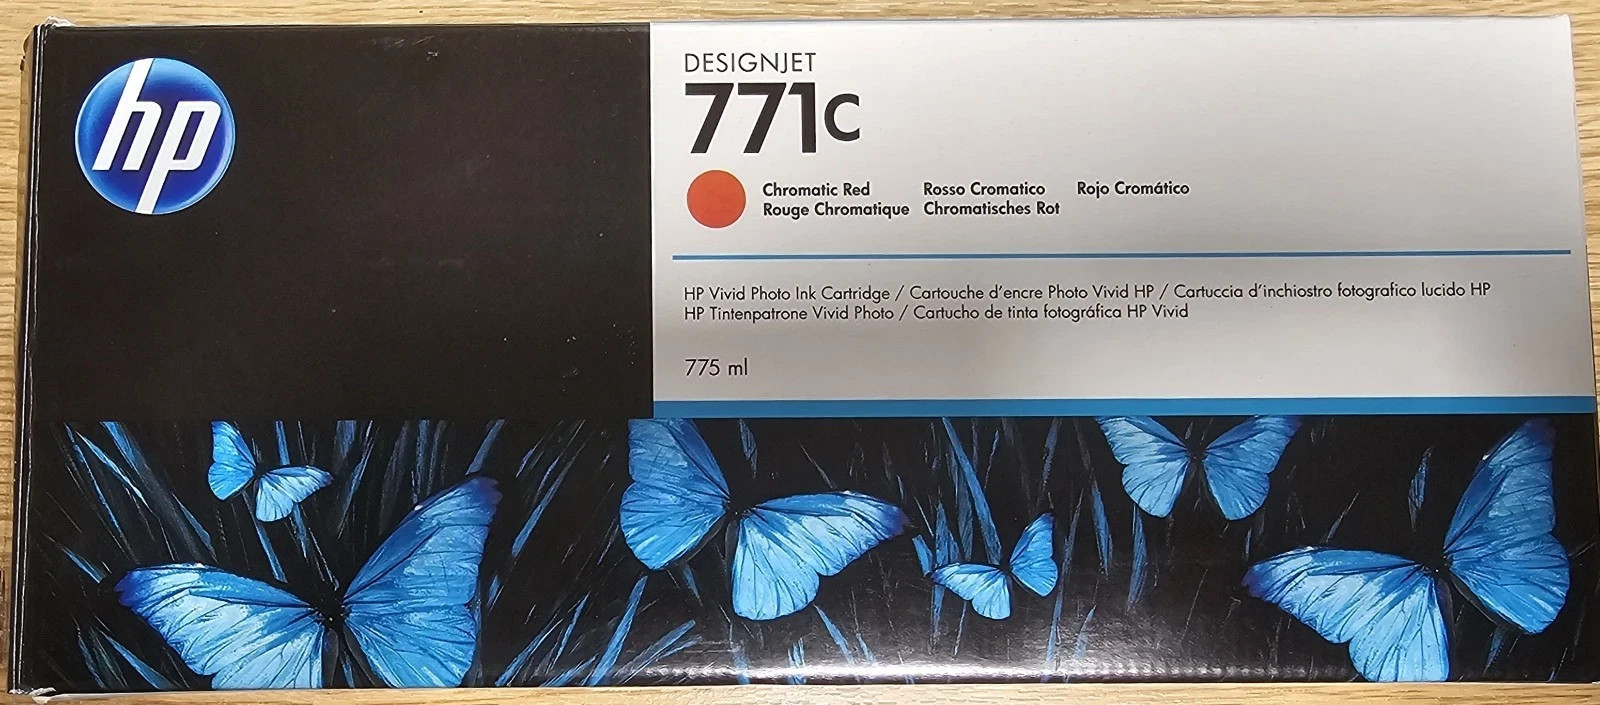 hp
DESIGNJET
771C
Chromatic Red Rosso Cromatico Rojo Cromático
Rouge Chromatique Chromatisches Rot
HP Vivid Photo Ink Cartridge / Cartouche d'encre Photo Vivid HP / Cartuccia d'inchiostro fotografico lucido HP
HP Tintenpatrone Vivid Photo / Cartucho de tinta fotográfica HP Vivid
775 ml